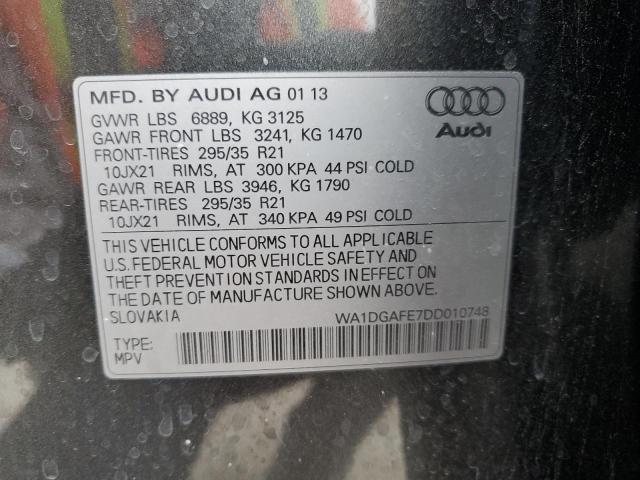 MFD. BY AUDI AG 01 13
GVWR LBS 6889, KG 3125
GAWR FRONT LBS 3241, KG 1470
FRONT-TIRES 295/35 R21
10JX21 RIMS, AT 300 KPA 44 PSI COLD
GAWR REAR LBS 3946, KG 1790
REAR-TIRES 295/35 R21
10JX21 RIMS, AT 340 KPA 49 PSI COLD
Audi
THIS VEHICLE CONFORMS TO ALL APPLICABLE
U.S. FEDERAL MOTOR VEHICLE SAFETY AND
THEFT PREVENTION STANDARDS IN EFFECT ON
THE DATE OF MANUFACTURE SHOWN ABOVE.
SLOVAKIA
WA1DGAFE7DD010748
TYPE:
MPV